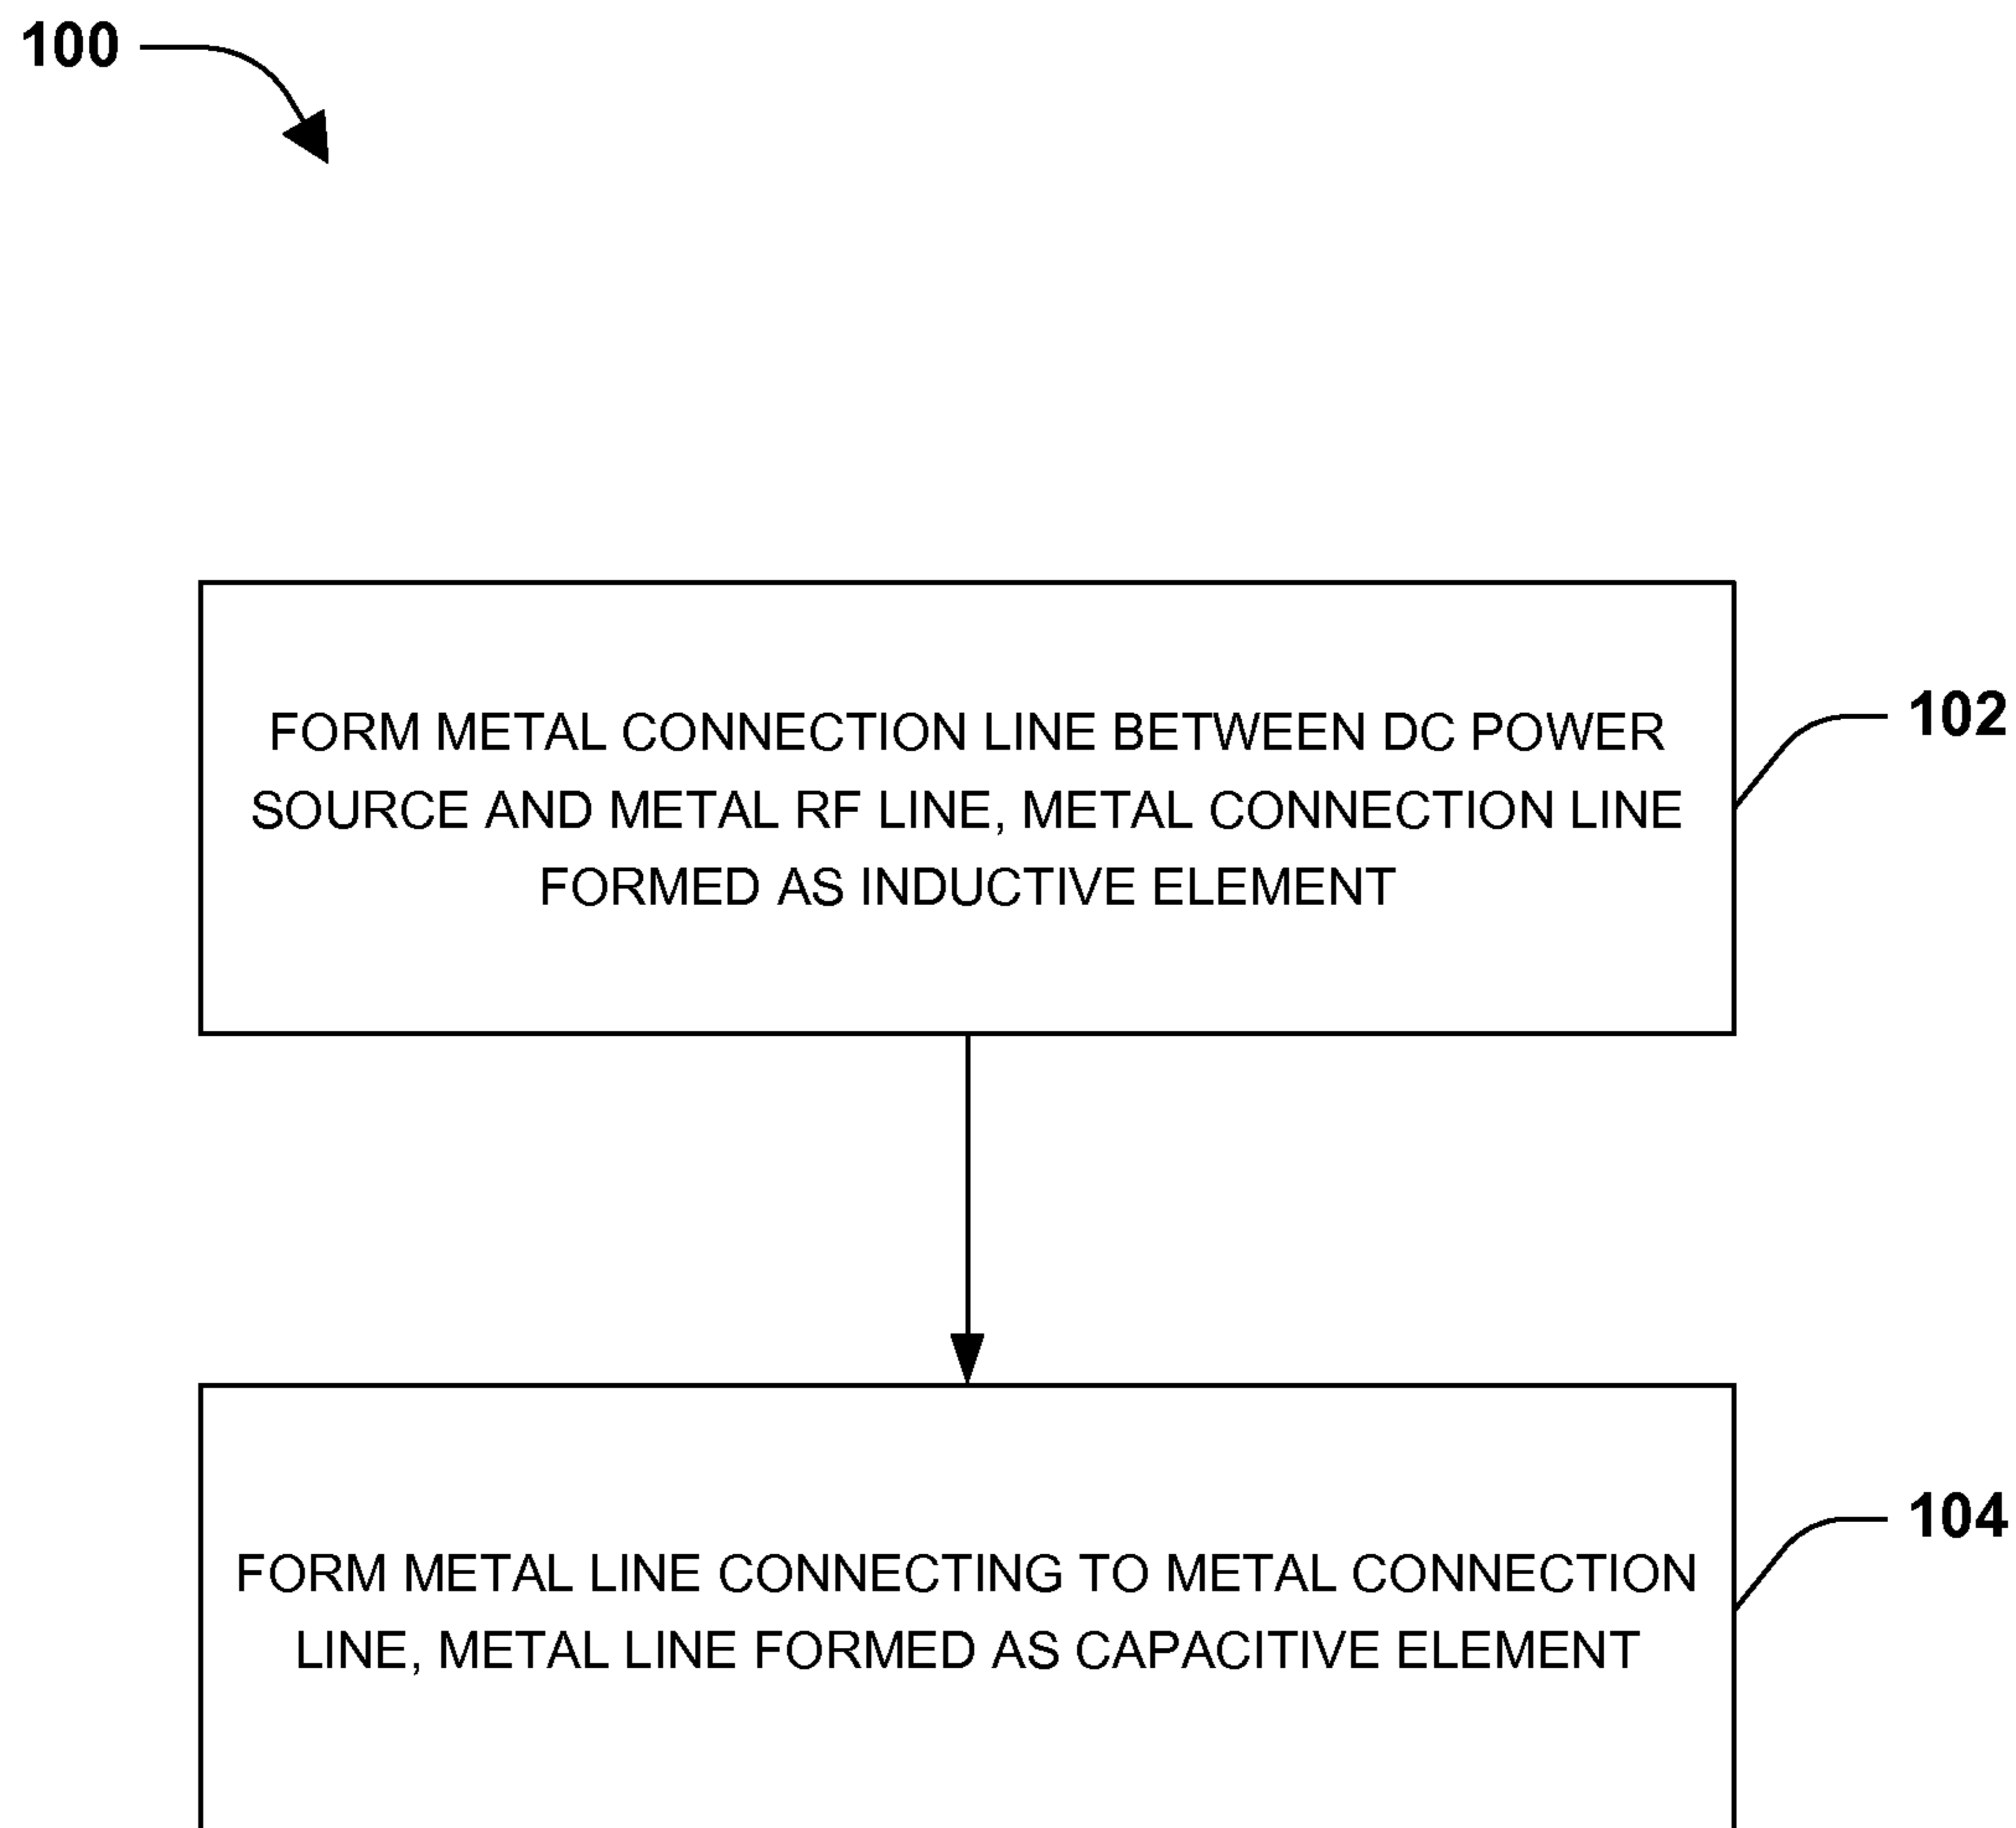 100
FORM METAL CONNECTION LINE BETWEEN DC POWER
SOURCE AND METAL RF LINE, METAL CONNECTION LINE
FORMED AS INDUCTIVE ELEMENT
102
FORM METAL LINE CONNECTING TO METAL CONNECTION
LINE, METAL LINE FORMED AS CAPACITIVE ELEMENT
104